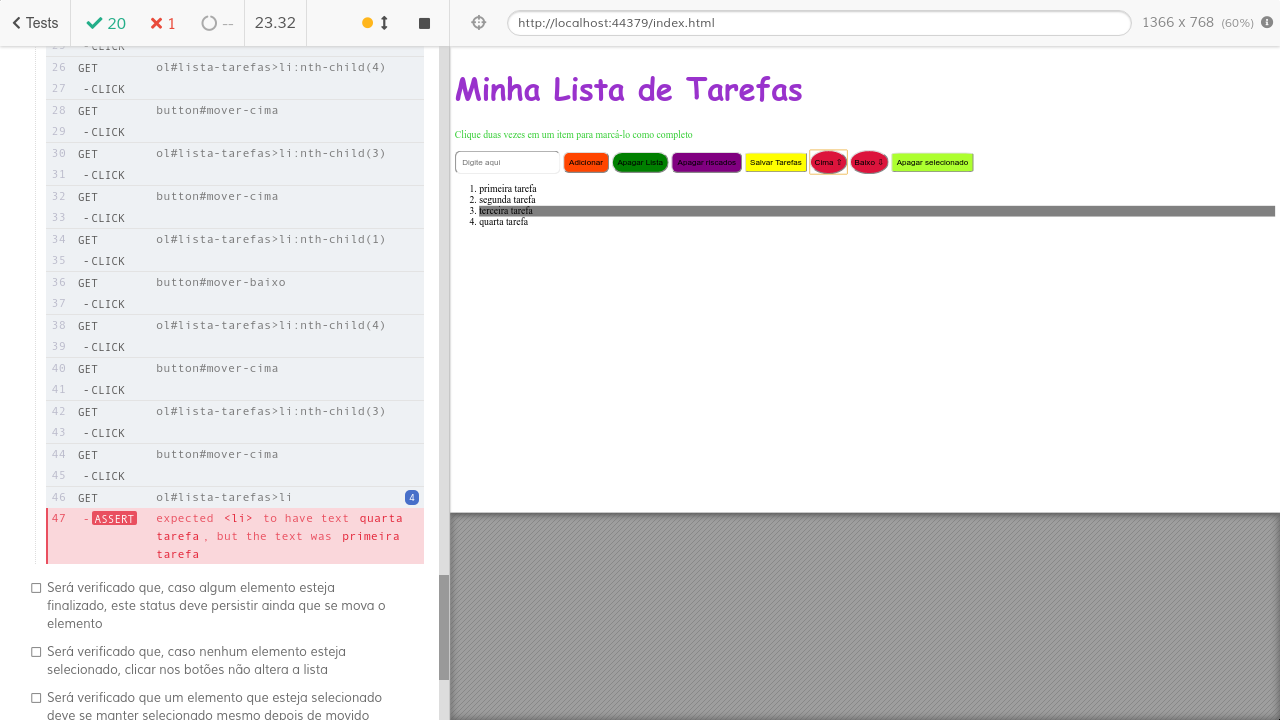 Tests 20 1 -- 23.32
http://localhost:44379/index.html 1366 x 768 (60%)
- CLICK
26 GET ol#lista-tarefas>li:nth-child(4)
27 - CLICK
28 GET button#mover-cima
29 - CLICK
30 GET ol#lista-tarefas>li:nth-child(3)
31 - CLICK
32 GET button#mover-cima
33 - CLICK
34 GET ol#lista-tarefas>li:nth-child(1)
35 - CLICK
36 GET button#mover-baixo
37 - CLICK
38 GET ol#lista-tarefas>li:nth-child(4)
39 - CLICK
40 GET button#mover-cima
41 - CLICK
42 GET ol#lista-tarefas>li:nth-child(3)
43 - CLICK
44 GET button#mover-cima
45 - CLICK
46 GET ol#lista-tarefas>li 4
47 - ASSERT expected <li> to have text quarta
tarefa, but the text was primeira
tarefa
Será verificado que, caso algum elemento esteja
finalizado, este status deve persistir ainda que se mova o
elemento
Será verificado que, caso nenhum elemento esteja
selecionado, clicar nos botões não altera a lista
Será verificado que um elemento que esteja selecionado
deve se manter selecionado mesmo depois de movido
Minha Lista de Tarefas
Clique duas vezes em um item para marcá-lo como completo
Digite aqui Adicionar Apagar Lista Apagar riscados Salvar Tarefas Cima ⇧ Baixo ⇩ Apagar selecionado
1. primeira tarefa
2. segunda tarefa
3. terceira tarefa
4. quarta tarefa